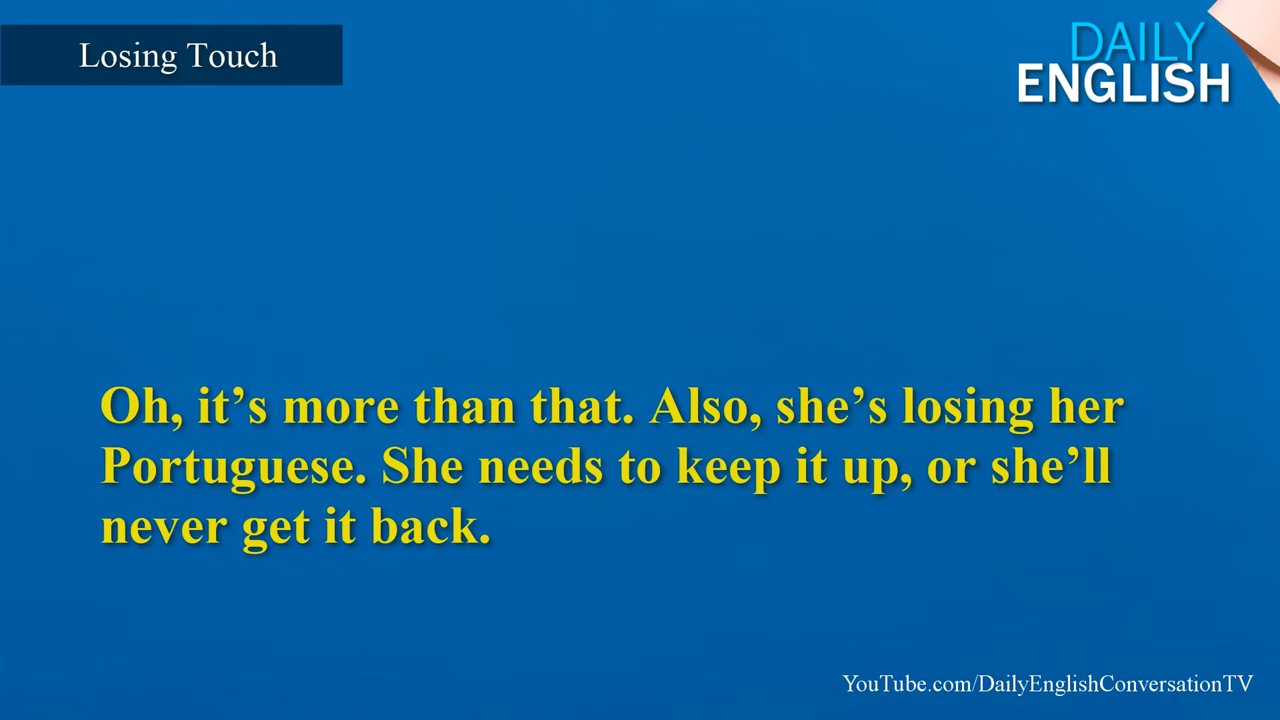 Losing Touch
DAILY
ENGLISH
Oh, it’s more than that. Also, she’s losing her
Portuguese. She needs to keep it up, or she’ll
never get it back.
YouTube.com/DailyEnglishConversationTV